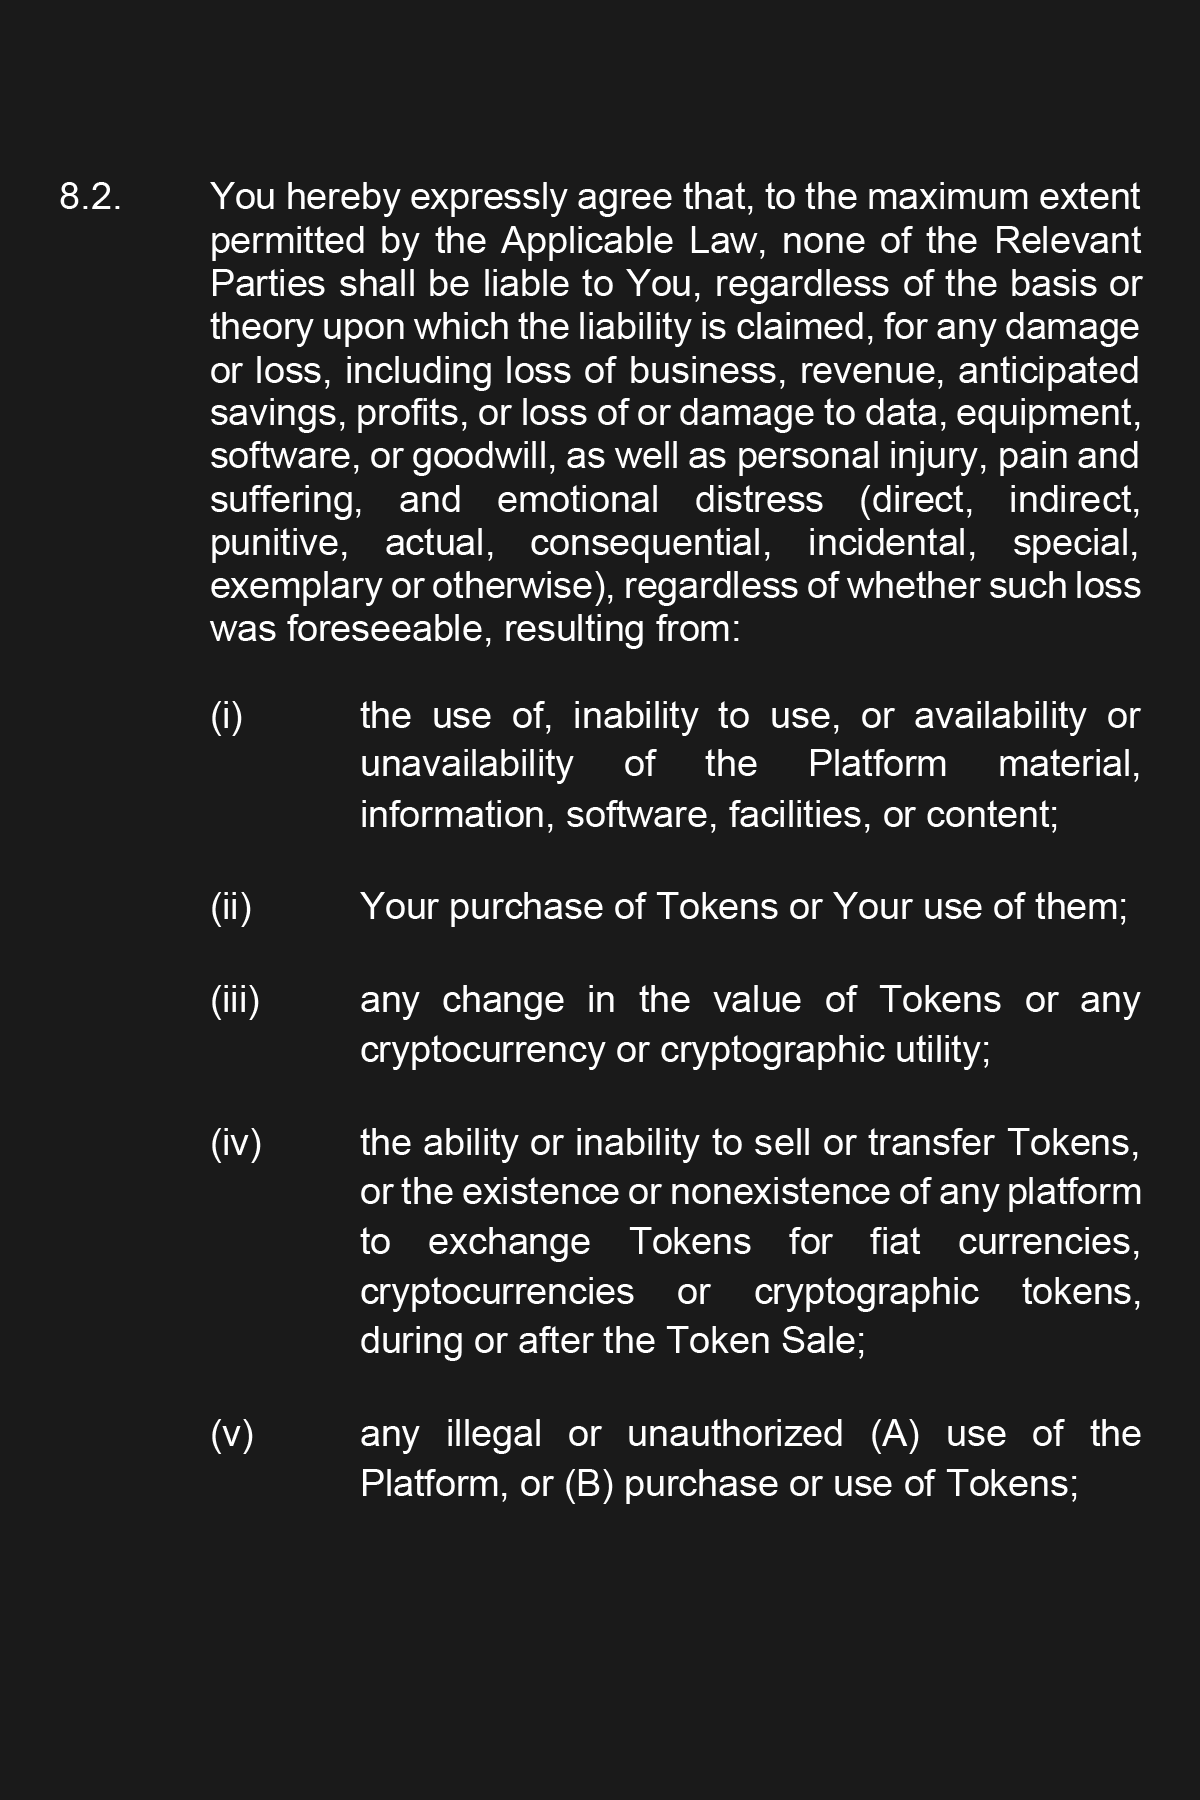 8.2. You hereby expressly agree that, to the maximum extent
permitted by the Applicable Law, none of the Relevant
Parties shall be liable to You, regardless of the basis or
theory upon which the liability is claimed, for any damage
or loss, including loss of business, revenue, anticipated
savings, profits, or loss of or damage to data, equipment,
software, or goodwill, as well as personal injury, pain and
suffering, and emotional distress (direct, indirect,
punitive, actual, consequential, incidental, special,
exemplary or otherwise), regardless of whether such loss
was foreseeable, resulting from:
(i) the use of, inability to use, or availability or
unavailability of the Platform material,
information, software, facilities, or content;
(ii) Your purchase of Tokens or Your use of them;
(iii) any change in the value of Tokens or any
cryptocurrency or cryptographic utility;
(iv) the ability or inability to sell or transfer Tokens,
or the existence or nonexistence of any platform
to exchange Tokens for fiat currencies,
cryptocurrencies or cryptographic tokens,
during or after the Token Sale;
(v) any illegal or unauthorized (A) use of the
Platform, or (B) purchase or use of Tokens;